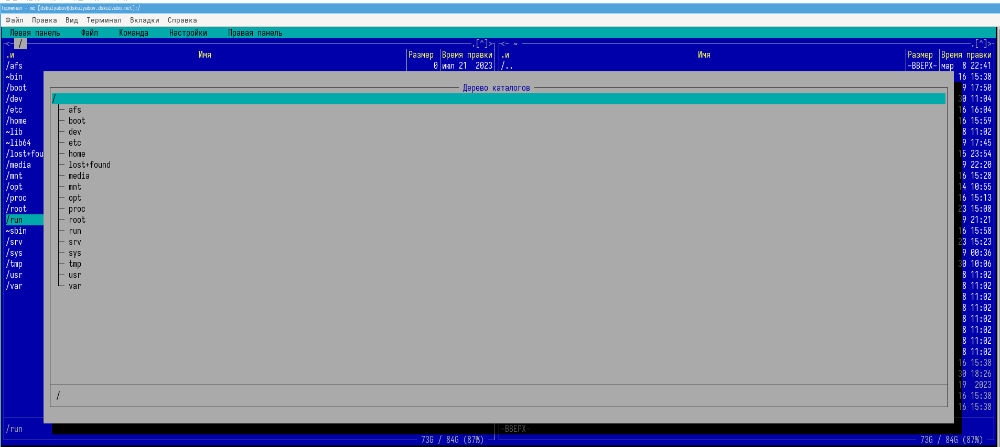 Терминал - mc [dskulyabov@dskulyabov.dskulvabo.net]:/
Файл Правка Вид Терминал Вкладки Справка
Левая панель Файл Команда Настройки Правая панель
<─ / .[^]> <─ ~ .[^]>
.и Имя Размер Время правки .и Имя Размер Время правки
/afs 0 июл 21 2023 /.. -ВВЕРХ- мар 8 22:41
~bin 16 15:38
/boot Дерево каталогов 9 17:50
/dev / 30 11:04
/etc afs 16 16:04
/home boot 16 15:59
~lib dev 8 11:02
~lib64 etc 9 17:45
/lost+fou home 15 23:54
/media lost+found 9 22:20
/mnt media 16 15:28
/opt mnt 14 10:55
/proc opt 16 15:13
/root proc 23 15:08
/run root 9 21:21
~sbin run 16 15:58
/srv srv 23 15:23
/sys sys 9 00:36
/tmp tmp 30 10:06
/usr usr 8 11:02
/var var 8 11:02
8 11:02
8 11:02
8 11:02
8 11:02
8 11:02
8 11:02
16 15:38
30 18:26
19 2023
/ 16 15:38
16 15:38
/run -ВВЕРХ-
73G / 84G (87%) 73G / 84G (87%)